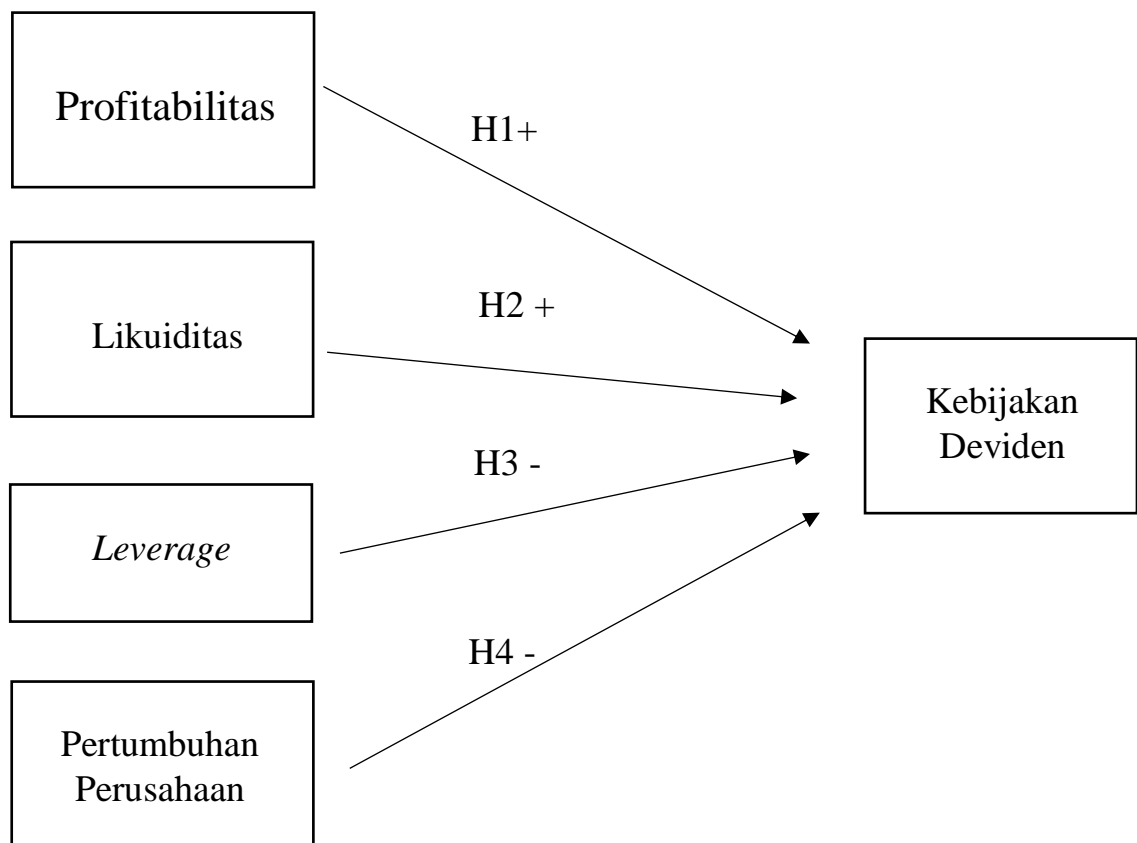 Profitabilitas
H1+
Likuiditas
H2 +
Kebijakan
Deviden
H3 -
Leverage
H4 -
Pertumbuhan
Perusahaan